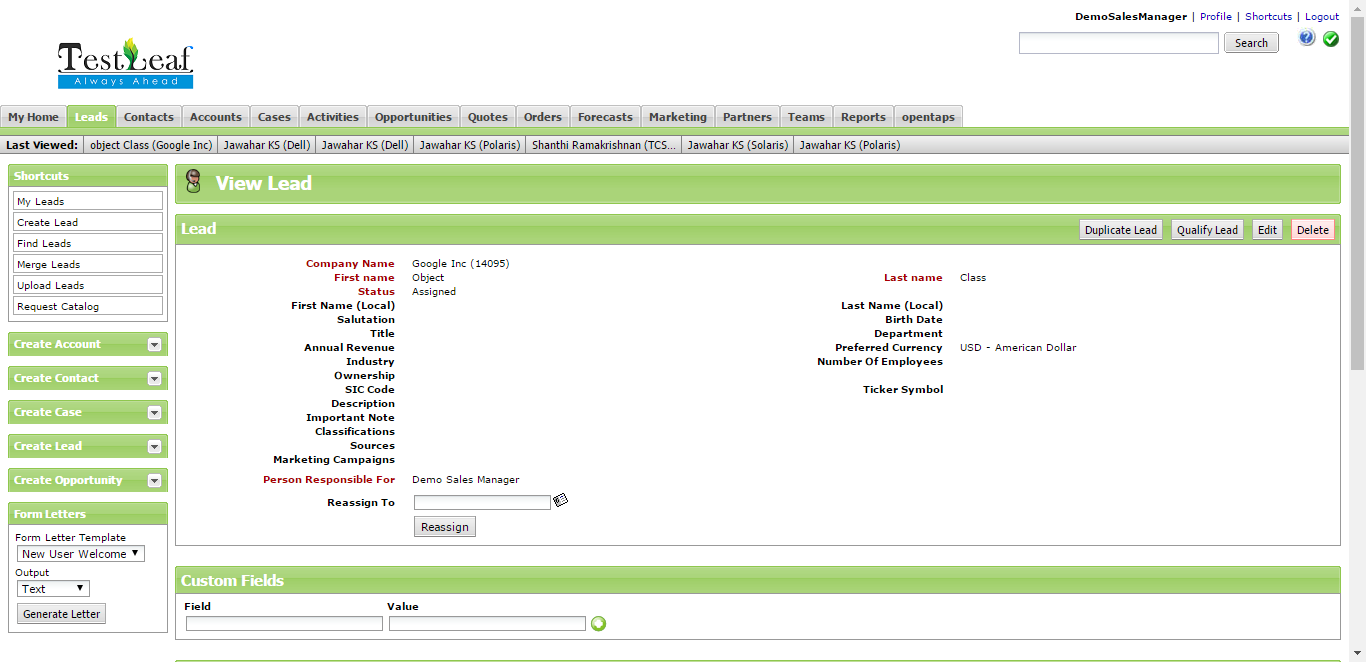 DemoSalesManager | Profile | Shortcuts | Logout
Search
TestLeaf
Always Ahead
My Home Leads Contacts Accounts Cases Activities Opportunities Quotes Orders Forecasts Marketing Partners Teams Reports opentaps
Last Viewed: object Class (Google Inc) Jawahar KS (Dell) Jawahar KS (Dell) Jawahar KS (Polaris) Shanthi Ramakrishnan (TCS... Jawahar KS (Solaris) Jawahar KS (Polaris)
Shortcuts
My Leads
Create Lead
Find Leads
Merge Leads
Upload Leads
Request Catalog
Create Account
Create Contact
Create Case
Create Lead
Create Opportunity
Form Letters
Form Letter Template
New User Welcome
Output
Text
Generate Letter
View Lead
Lead Duplicate Lead Qualify Lead Edit Delete
Company Name Google Inc (14095)
First name Object Last name Class
Status Assigned
First Name (Local) Last Name (Local)
Salutation Birth Date
Title Department
Annual Revenue Preferred Currency USD - American Dollar
Industry Number Of Employees
Ownership
SIC Code Ticker Symbol
Description
Important Note
Classifications
Sources
Marketing Campaigns
Person Responsible For Demo Sales Manager
Reassign To
Reassign
Custom Fields
Field Value